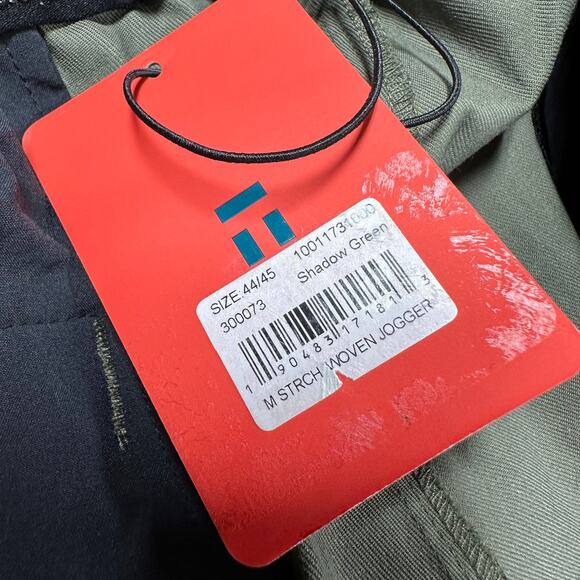 SIZE 44/45 10011731000
300073 Shadow Green
1 90483 17181 3
M STRCH WOVEN JOGGER